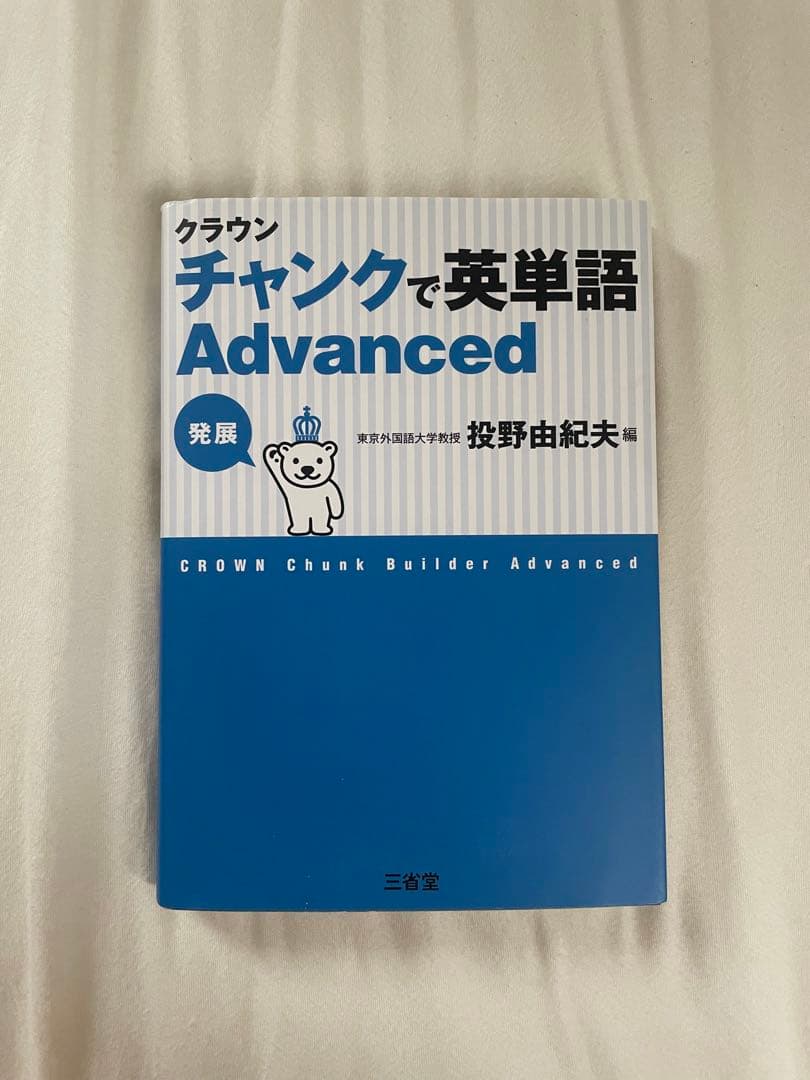 クラウン
チャンクで英単語
Advanced
発展
東京外国語大学教授 投野由紀夫 編
CROWN Chunk Builder Advanced
三省堂